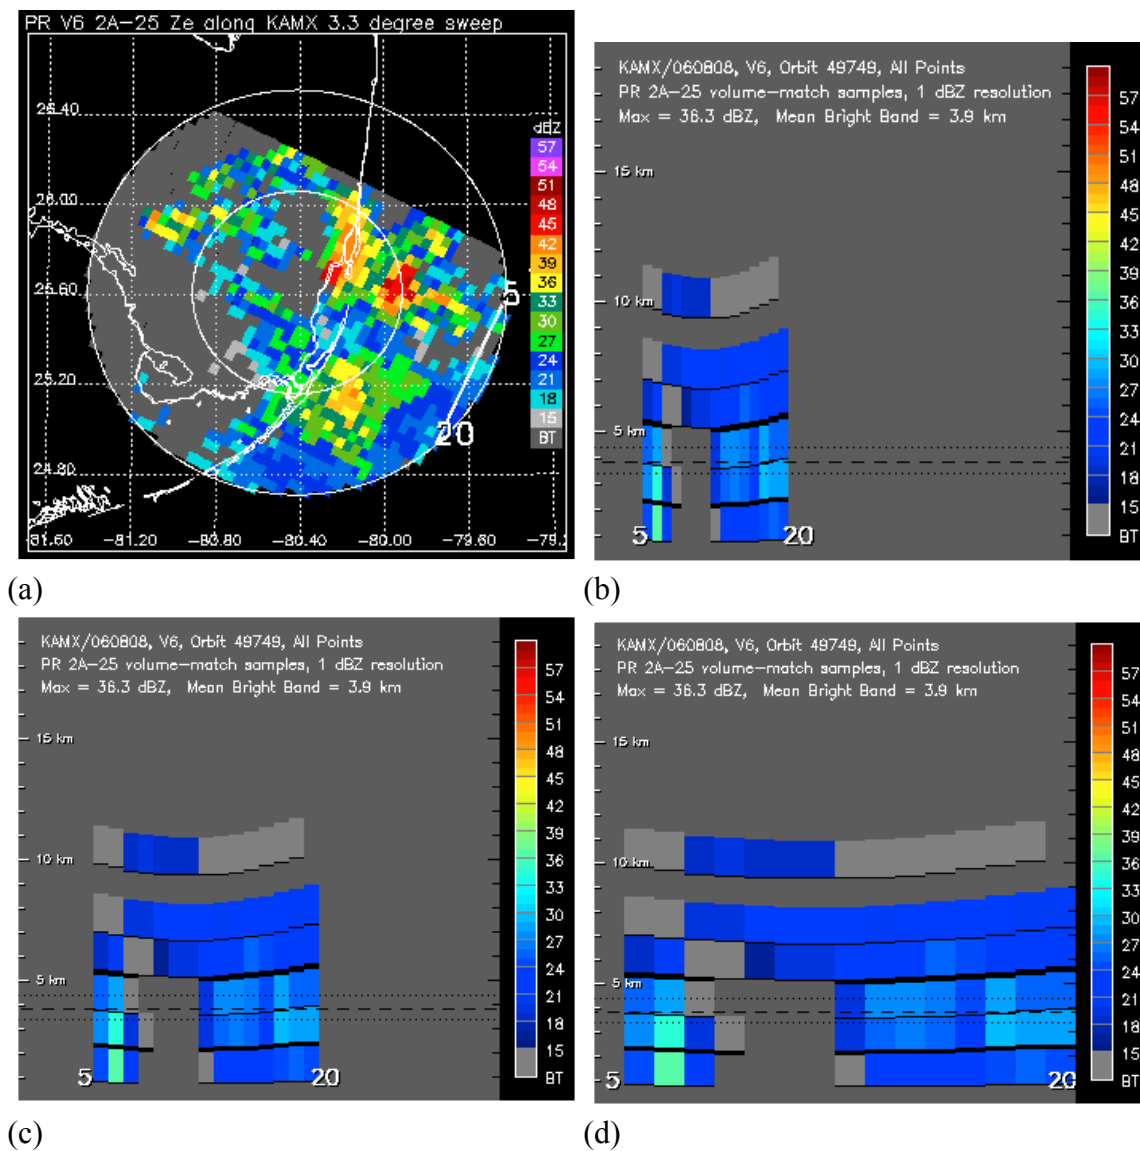 PR V6 2A-25 Ze along KAMX 3.3 degree sweep
26.40
26.00
25.60
25.20
24.80
-81.60 -81.20 -80.80 -80.40 -80.00 -79.60 -79.2
5
20
dBZ
57
54
51
48
45
42
39
36
33
30
27
24
21
18
15
BT
(a)
KAMX/060808, V6, Orbit 49749, All Points
PR 2A-25 volume-match samples, 1 dBZ resolution
Max = 36.3 dBZ, Mean Bright Band = 3.9 km
15 km
10 km
5 km
5 20
57
54
51
48
45
42
39
36
33
30
27
24
21
18
15
BT
(b)
KAMX/060808, V6, Orbit 49749, All Points
PR 2A-25 volume-match samples, 1 dBZ resolution
Max = 36.3 dBZ, Mean Bright Band = 3.9 km
15 km
10 km
5 km
5 20
57
54
51
48
45
42
39
36
33
30
27
24
21
18
15
BT
(c)
KAMX/060808, V6, Orbit 49749, All Points
PR 2A-25 volume-match samples, 1 dBZ resolution
Max = 36.3 dBZ, Mean Bright Band = 3.9 km
15 km
10 km
5 km
5 20
57
54
51
48
45
42
39
36
33
30
27
24
21
18
15
BT
(d)